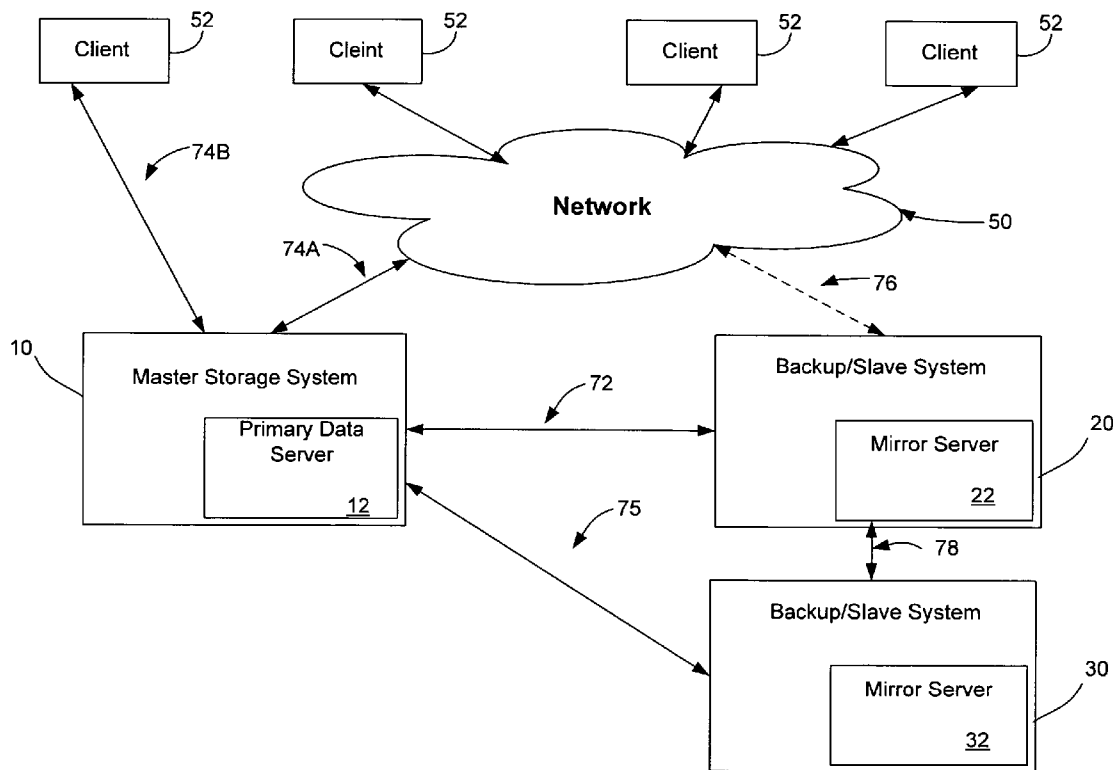 Client
52
Cleint
52
Client
52
Client
52
74B
Network
50
74A
76
10
Master Storage System
Primary Data
Server
12
72
Backup/Slave System
Mirror Server
22
20
75
78
Backup/Slave System
Mirror Server
32
30